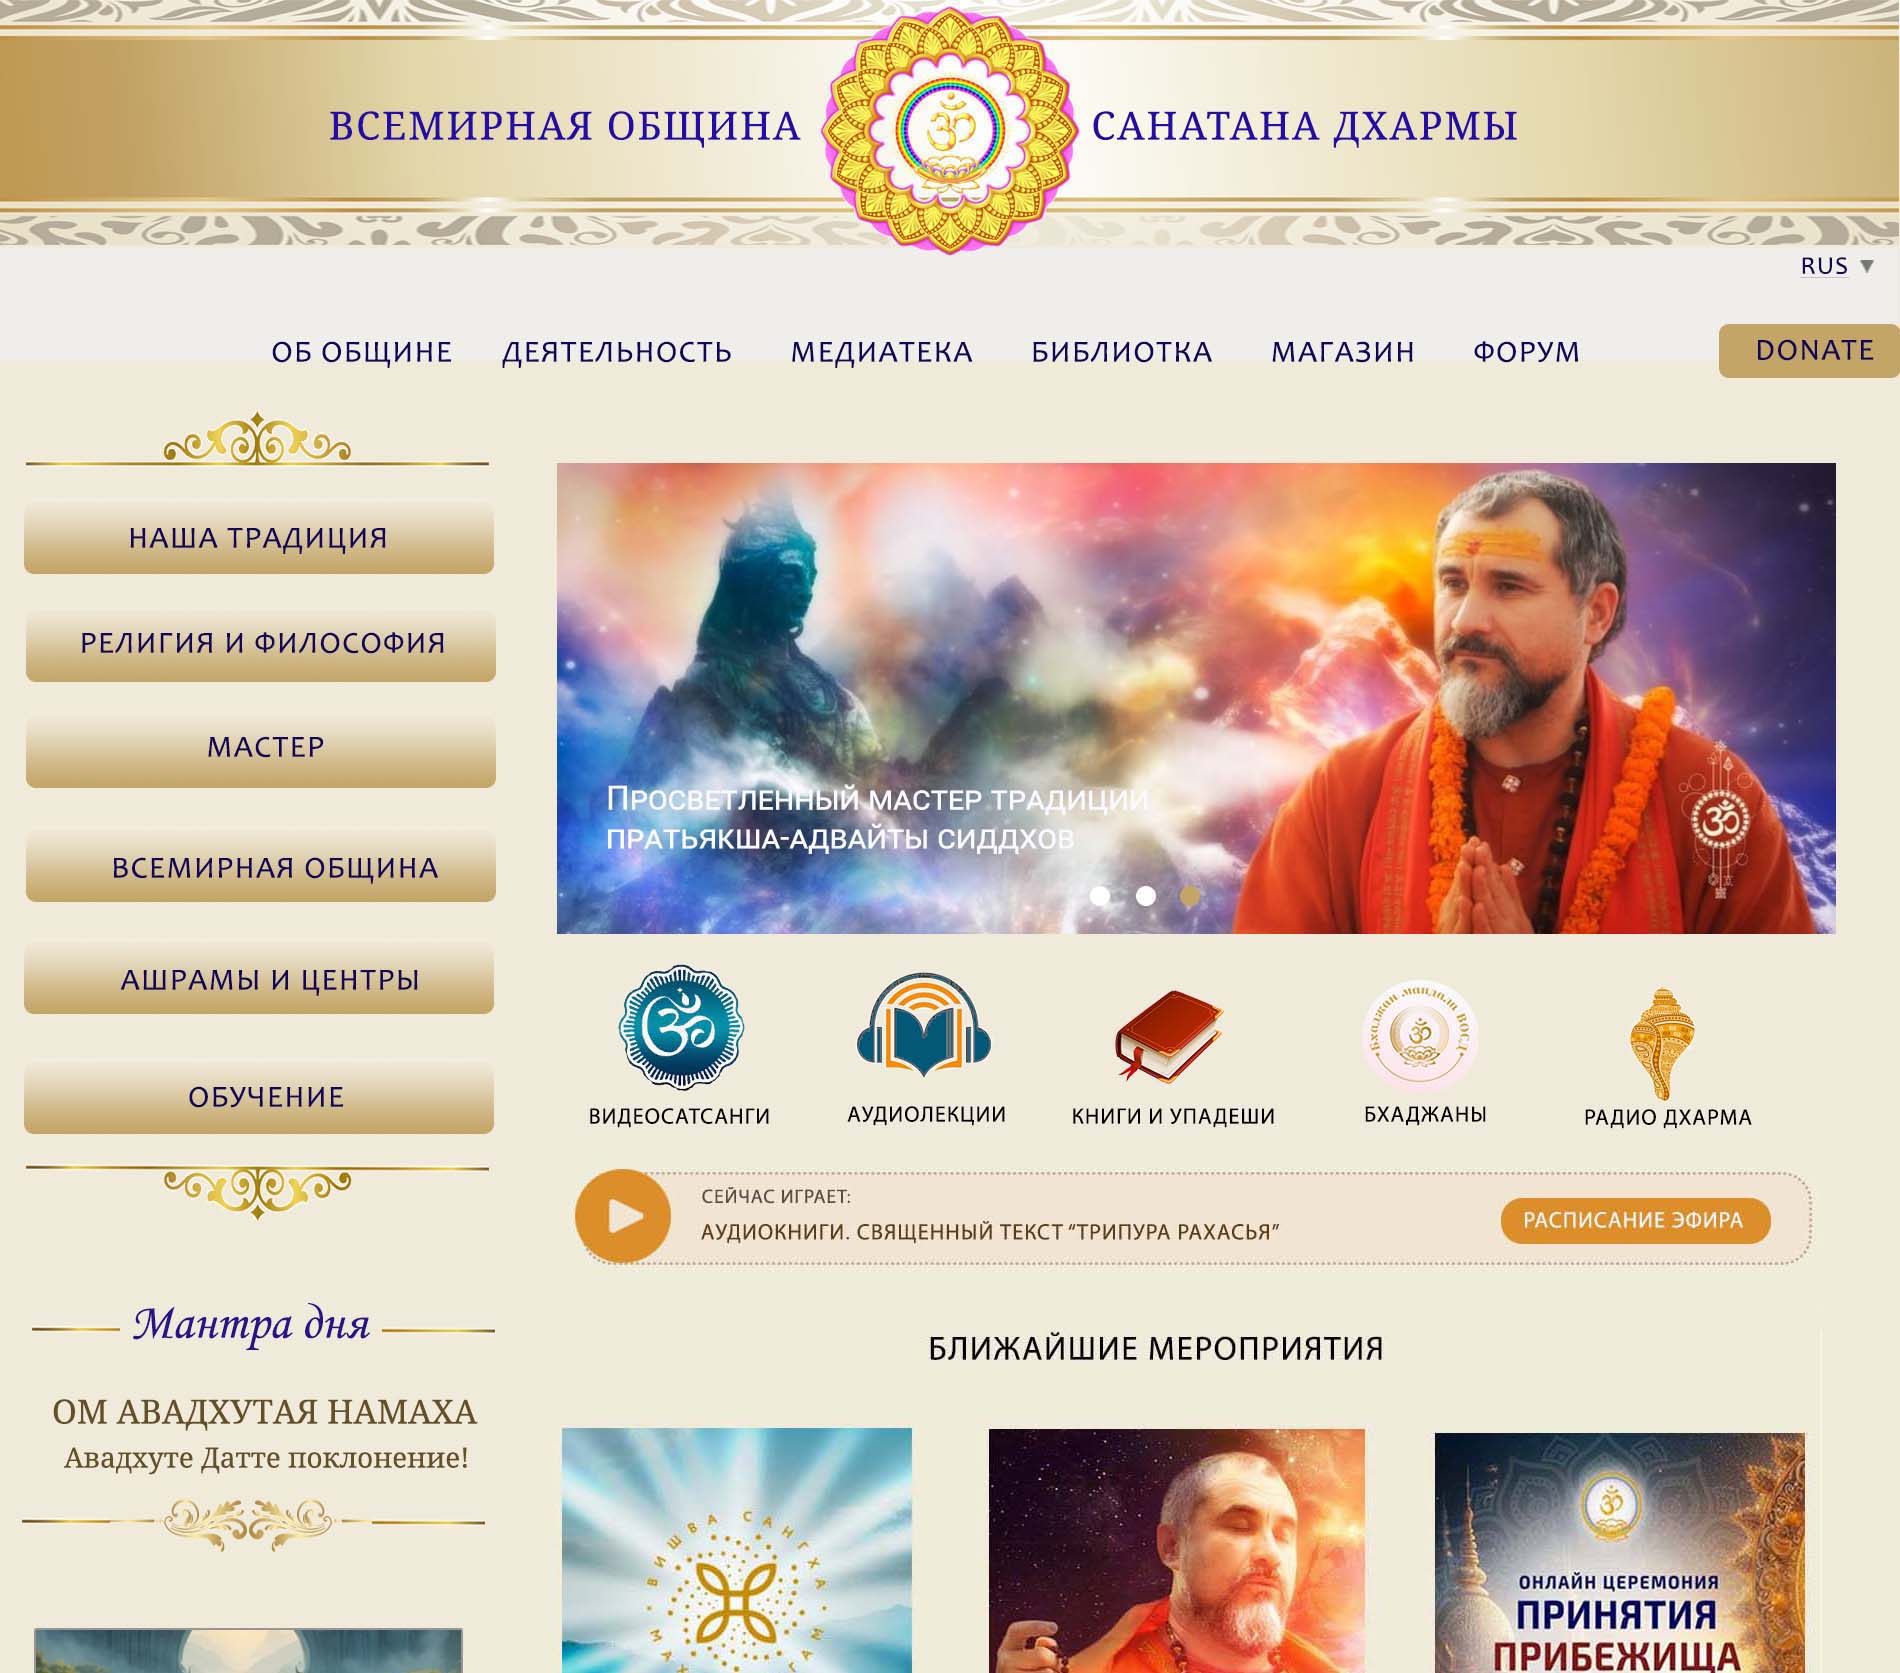 ВСЕМИРНАЯ ОБЩИНА САНАТАНА ДХАРМЫ
RUS
ОБ ОБЩИНЕ ДЕЯТЕЛЬНОСТЬ МЕДИАТЕКА БИБЛИОТКА МАГАЗИН ФОРУМ DONATE
НАША ТРАДИЦИЯ
РЕЛИГИЯ И ФИЛОСОФИЯ
МАСТЕР
ВСЕМИРНАЯ ОБЩИНА
АШРАМЫ И ЦЕНТРЫ
ОБУЧЕНИЕ
Мантра дня
ОМ АВАДХУТАЯ НАМАХА
Авадхуте Датте поклонение!
ПРОСВЕТЛЕННЫЙ МАСТЕР ТРАДИЦИИ
ПРАТЬЯКША-АДВАЙТЫ СИДДХОВ
Бхаджан мандала ВОСД
ВИДЕОСАТСАНГИ АУДИОЛЕКЦИИ КНИГИ И УПАДЕШИ БХАДЖАНЫ РАДИО ДХАРМА
СЕЙЧАС ИГРАЕТ:
АУДИОКНИГИ. СВЯЩЕННЫЙ ТЕКСТ “ТРИПУРА РАХАСЬЯ”
РАСПИСАНИЕ ЭФИРА
БЛИЖАЙШИЕ МЕРОПРИЯТИЯ
ВИШВА САНГХА
ОНЛАЙН ЦЕРЕМОНИЯ
ПРИНЯТИЯ
ПРИБЕЖИЩА